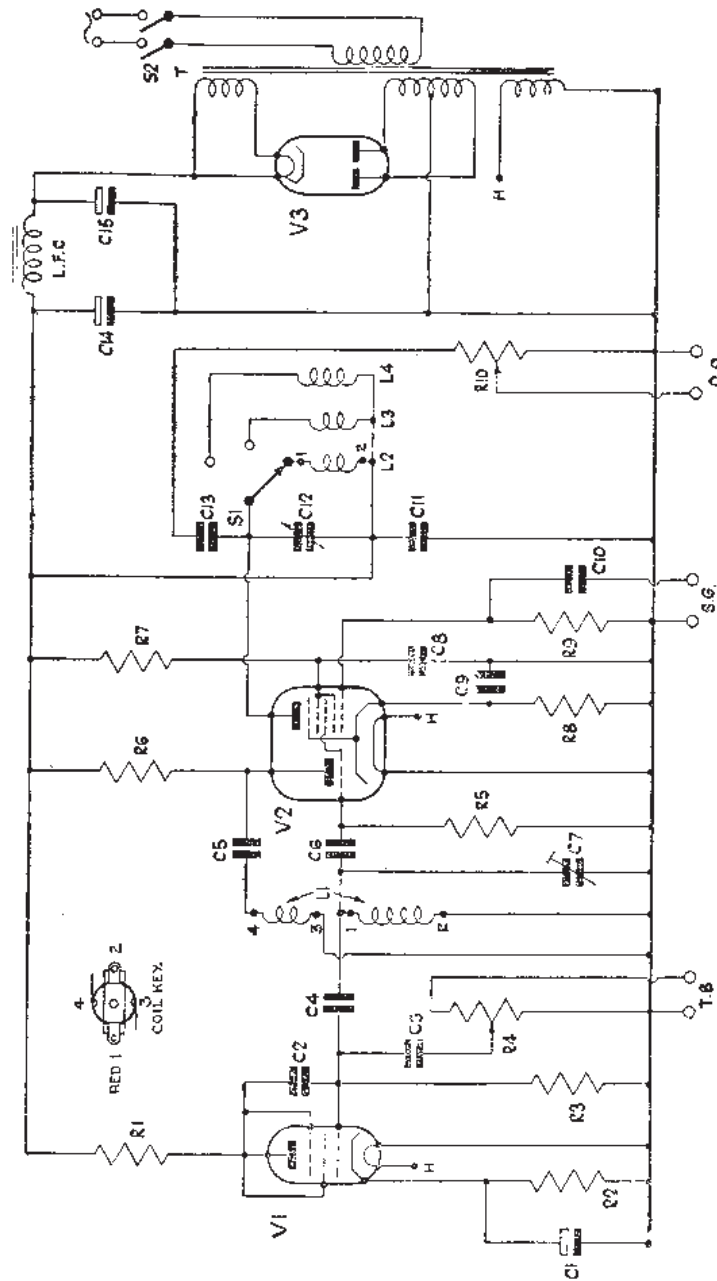 L.F.C
S2
T
C14
C15
V3
H
R1
4
2
RED 1
3
COIL KEY
R6
R7
S1
C13
C12
C11
L2
L3
L4
1
2
R10
V1
C2
C4
C5
4
3
L1
1
2
C6
V2
C8
C9
H
H
C3
R4
R5
C7
R8
R9
C10
C1
R2
R3
T.B
S.G.